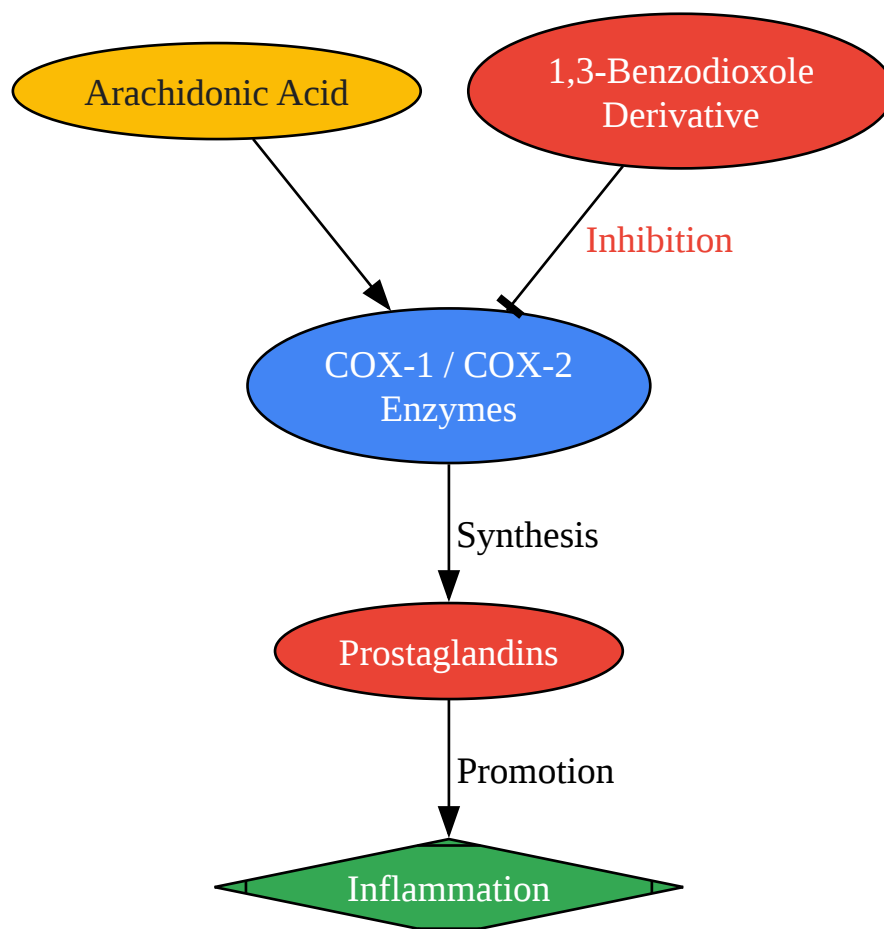 Arachidonic Acid
1,3-Benzodioxole
Derivative
Inhibition
COX-1 / COX-2
Enzymes
Synthesis
Prostaglandins
Promotion
Inflammation